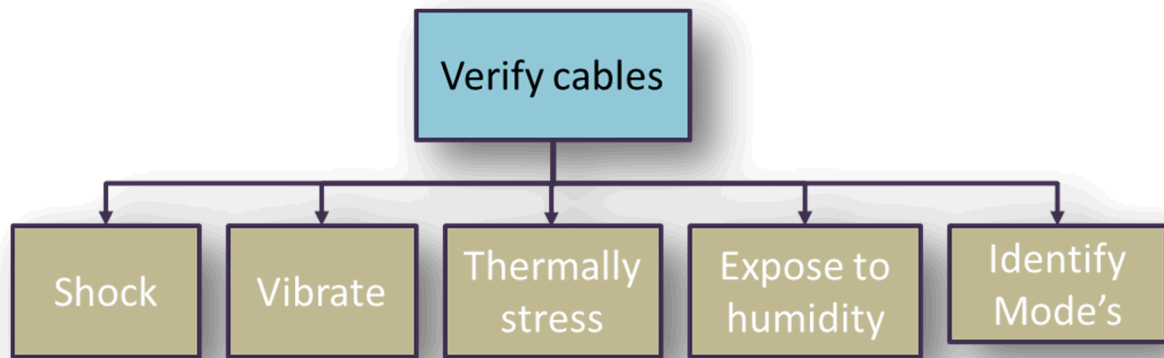 Verify cables
Shock
Vibrate
Thermally
stress
Expose to
humidity
Identify
Mode’s